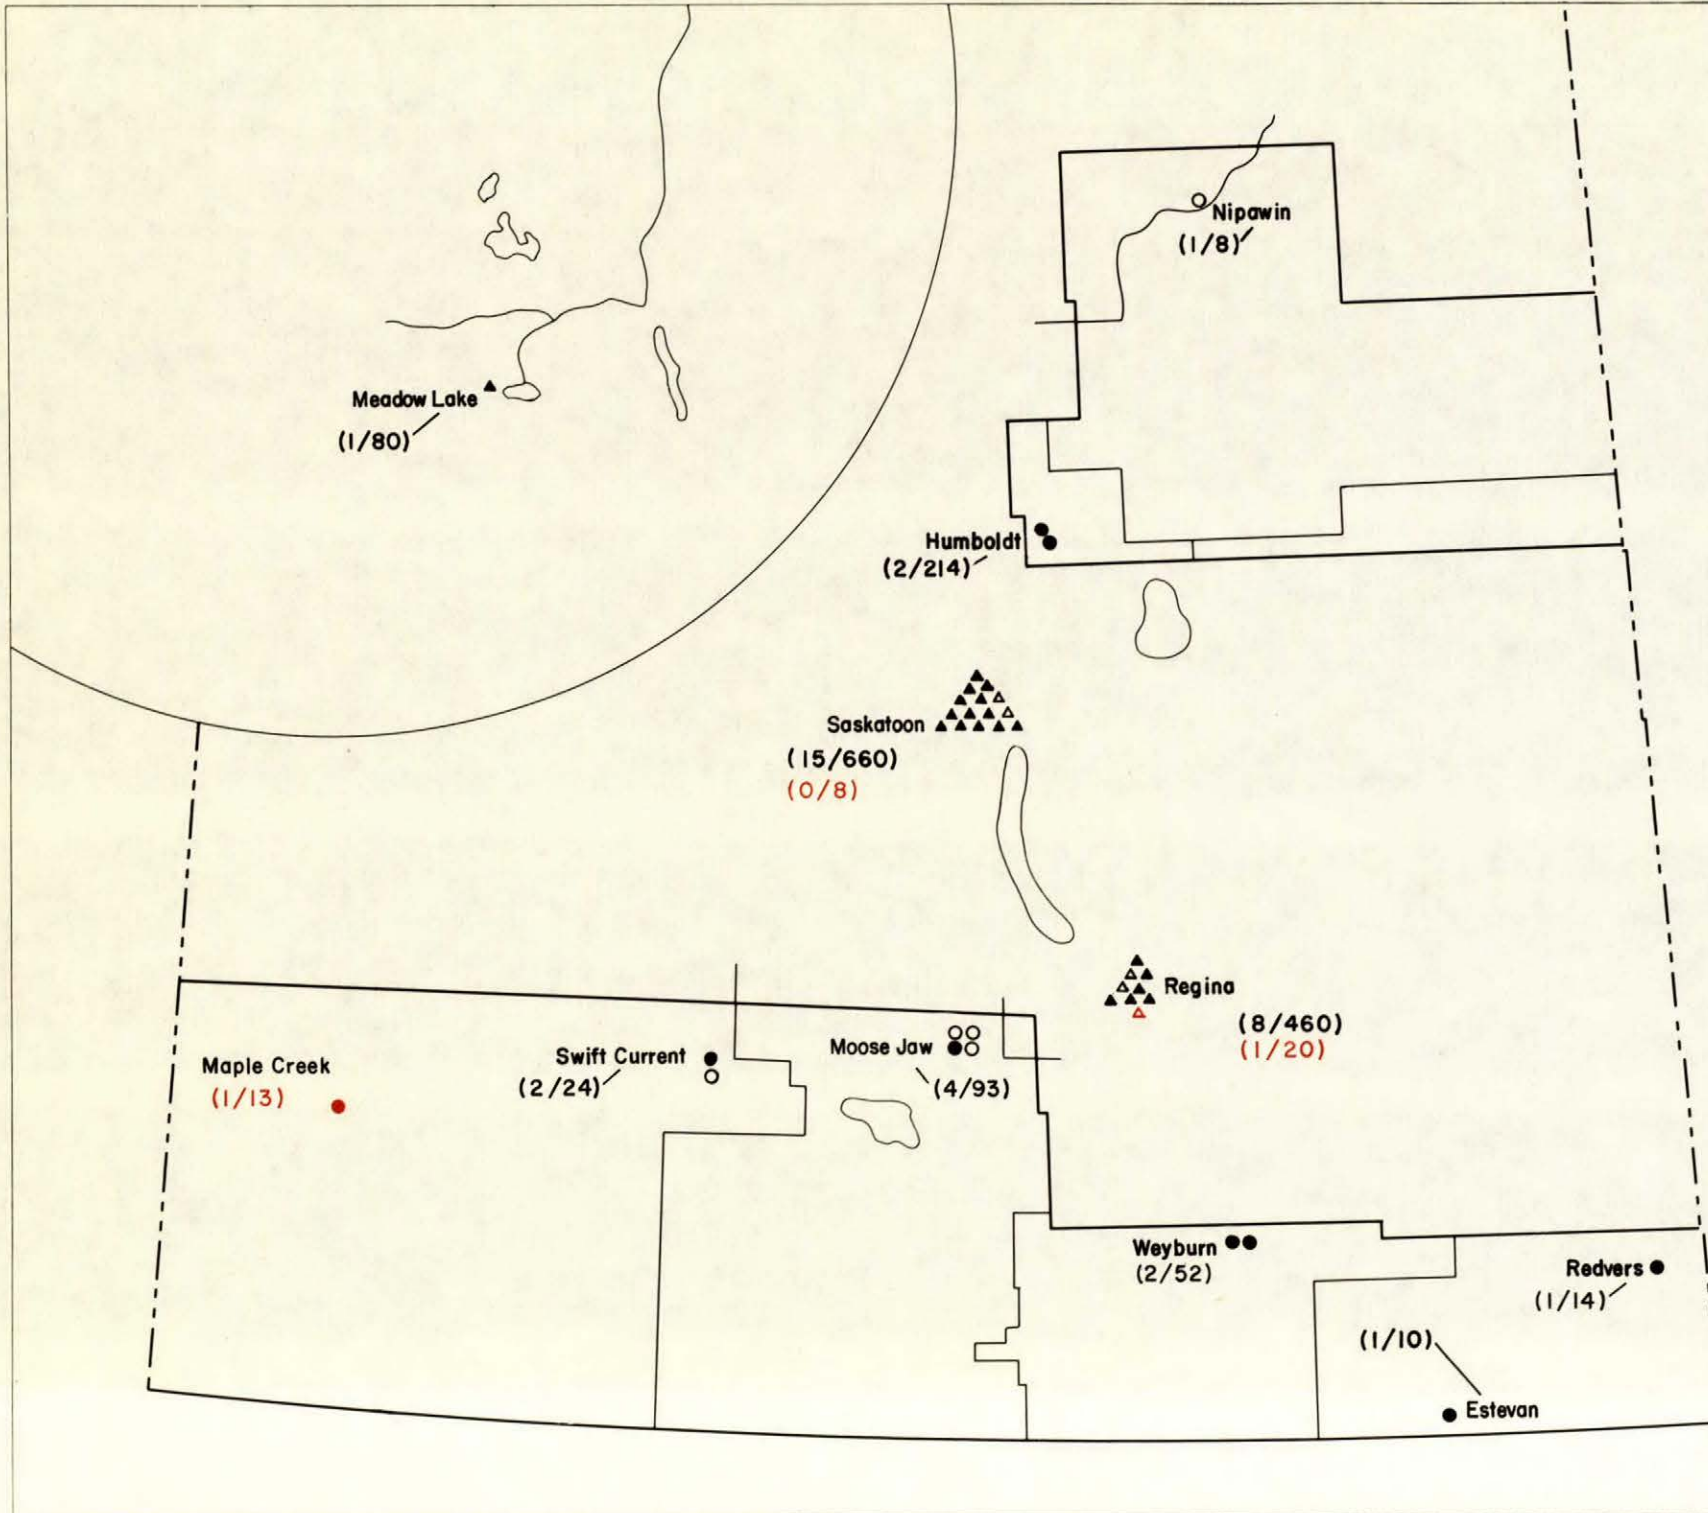 Nipawin
(1/8)
Meadow Lake
(1/80)
Humboldt
(2/214)
Saskatoon
(15/660)
(0/8)
Regina
(8/460)
(1/20)
Maple Creek
(1/13)
Swift Current
(2/24)
Moose Jaw
(4/93)
Weyburn
(2/52)
Redvers
(1/14)
(1/10)
Estevan